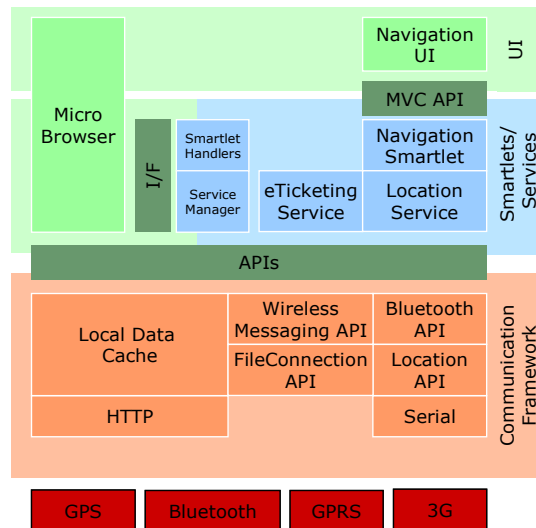 Navigation
UI
UI
MVC API
Micro
Browser
I/F
Smartlet
Handlers
Navigation
Smartlet
Service
Manager
eTicketing
Service
Location
Service
Smartlets/
Services
APIs
Local Data
Cache
Wireless
Messaging API
Bluetooth
API
FileConnection
API
Location
API
HTTP
Serial
Communication
Framework
GPS
Bluetooth
GPRS
3G